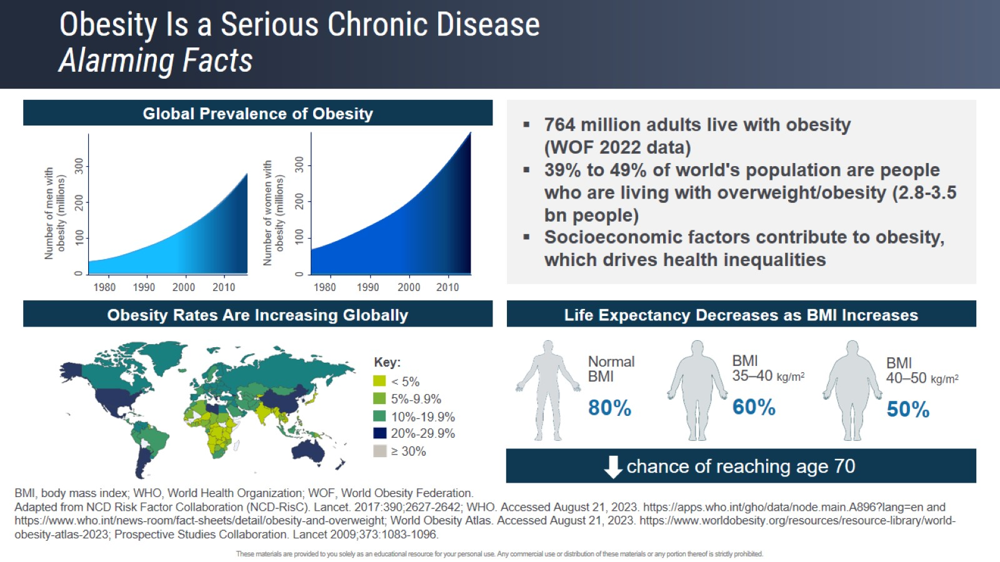 Obesity Is a Serious Chronic Disease
Alarming Facts
Global Prevalence of Obesity
Number of men with
obesity (millions)
300
200
100
0
1980 1990 2000 2010
Number of women with
obesity (millions)
300
200
100
0
1980 1990 2000 2010
▪ 764 million adults live with obesity
(WOF 2022 data)
▪ 39% to 49% of world's population are people
who are living with overweight/obesity (2.8-3.5
bn people)
▪ Socioeconomic factors contribute to obesity,
which drives health inequalities
Obesity Rates Are Increasing Globally
Key:
< 5%
5%-9.9%
10%-19.9%
20%-29.9%
≥ 30%
Life Expectancy Decreases as BMI Increases
Normal
BMI
80%
BMI
35–40 kg/m²
60%
BMI
40–50 kg/m²
50%
chance of reaching age 70
BMI, body mass index; WHO, World Health Organization; WOF, World Obesity Federation.
Adapted from NCD Risk Factor Collaboration (NCD-RisC). Lancet. 2017:390;2627-2642; WHO. Accessed August 21, 2023. https://apps.who.int/gho/data/node.main.A896?lang=en and
https://www.who.int/news-room/fact-sheets/detail/obesity-and-overweight; World Obesity Atlas. Accessed August 21, 2023. https://www.worldobesity.org/resources/resource-library/world-
obesity-atlas-2023; Prospective Studies Collaboration. Lancet 2009;373:1083-1096.
These materials are provided to you solely as an educational resource for your personal use. Any commercial use or distribution of these materials or any portion thereof is strictly prohibited.